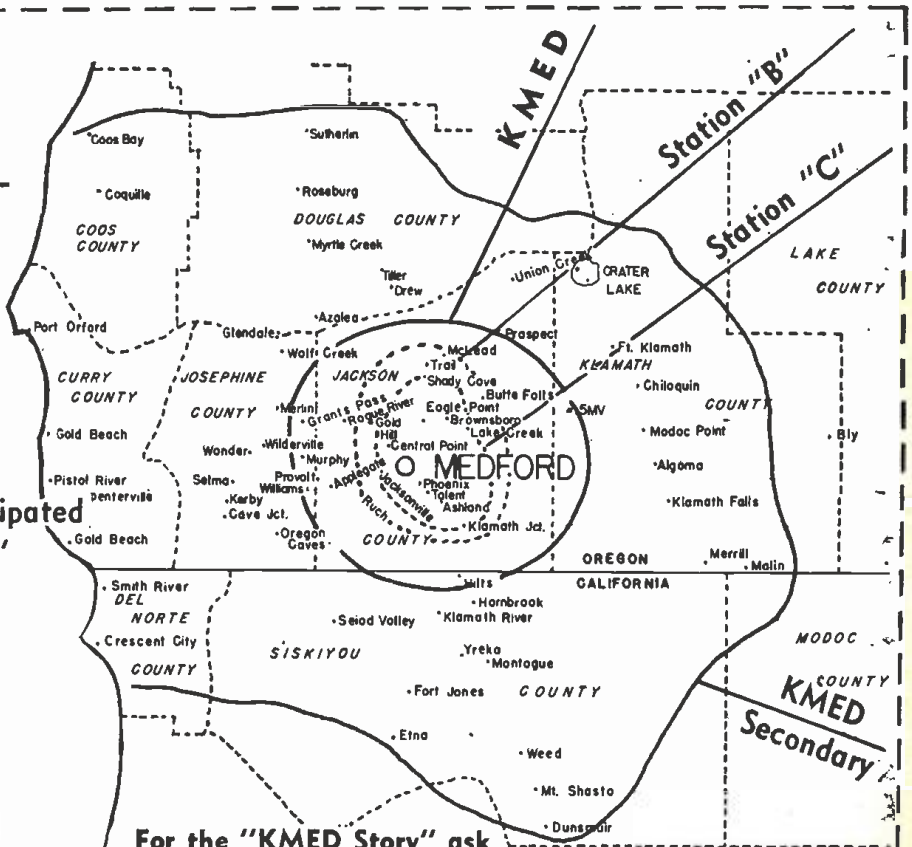 KMED
Station "B"
Station "C"
Coos Bay
Sutherlin
Coquille
Roseburg
COOS
COUNTY
DOUGLAS COUNTY
Myrtle Creek
Tiller
Drew
Union Creek
CRATER
LAKE
LAKE
COUNTY
Port Orford
Azalea
Glendale
Wolf Creek
Prospect
McLead
Trail
Ft. Klamath
KLAMATH
COUNTY
CURRY
COUNTY
JOSEPHINE
COUNTY
JACKSON
Shady Cove
Butte Falls
Chiloquin
Merlin
Grants Pass
Rogue River
Gold
Hill
Eagle Point
Brownsboro
.5MV
Gold Beach
Lake Creek
Modoc Point
Bly
Wonder
Wilderville
Central Point
Murphy
MEDFORD
Algoma
Pistol River
Selma
Provolt
Williams
Applegate
Jacksonville
Phoenix
Talent
Denterville
Kerby
Cave Jct.
Ruch
Ashland
Klamath Falls
ipated
Gold Beach
Oregon
Caves
COUNTY
Klamath Jct.
OREGON
CALIFORNIA
Merrill
Malin
Smith River
DEL
NORTE
COUNTY
Hilts
Hornbrook
Klamath River
Seiad Valley
Crescent City
SISKIYOU
COUNTY
Yreka
Montague
MODOC
COUNTY
Fort Jones
KMED
Secondary
Etna
Weed
Mt. Shasta
Dunsmuir
For the "KMED Story" ask